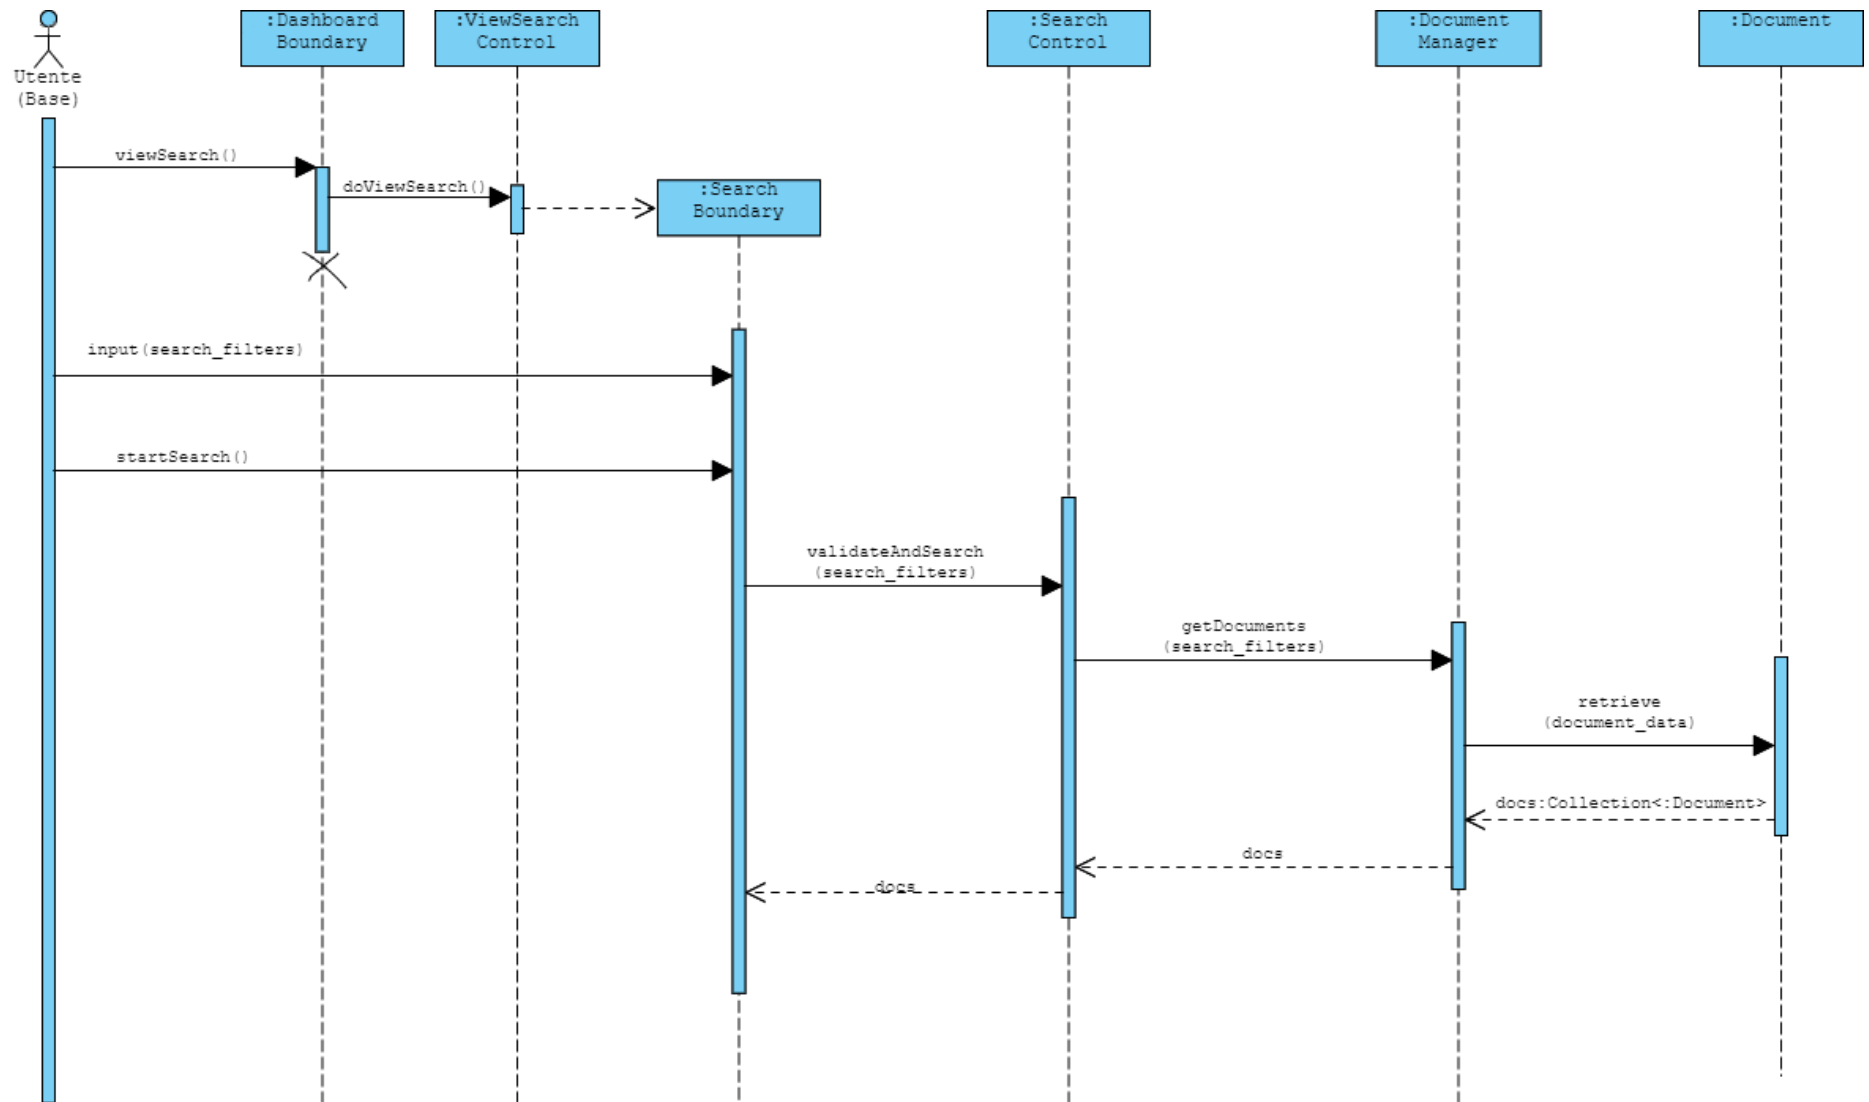 :Dashboard
Boundary
:ViewSearch
Control
:Search
Control
:Document
Manager
:Document
Utente
(Base)
viewSearch()
doViewSearch()
:Search
Boundary
input(search_filters)
startSearch()
validateAndSearch
(search_filters)
getDocuments
(search_filters)
retrieve
(document_data)
docs:Collection<:Document>
docs
docs